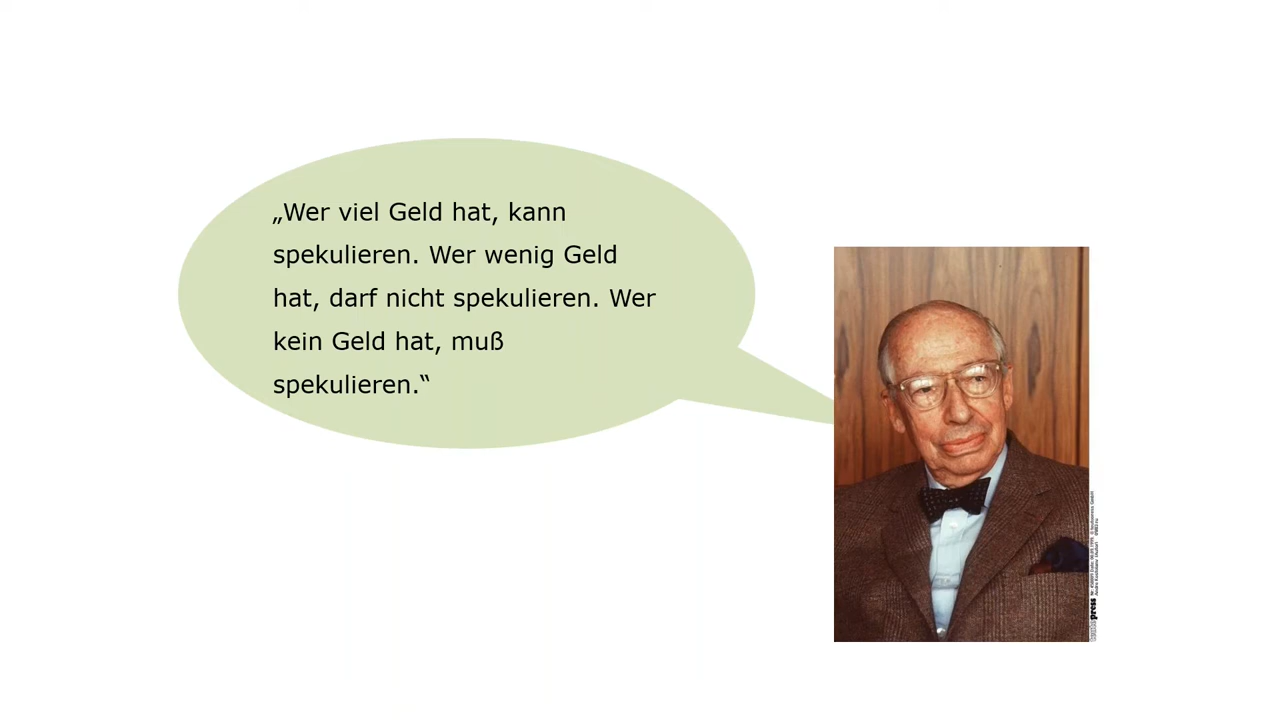 „Wer viel Geld hat, kann
spekulieren. Wer wenig Geld
hat, darf nicht spekulieren. Wer
kein Geld hat, muß
spekulieren.“
press